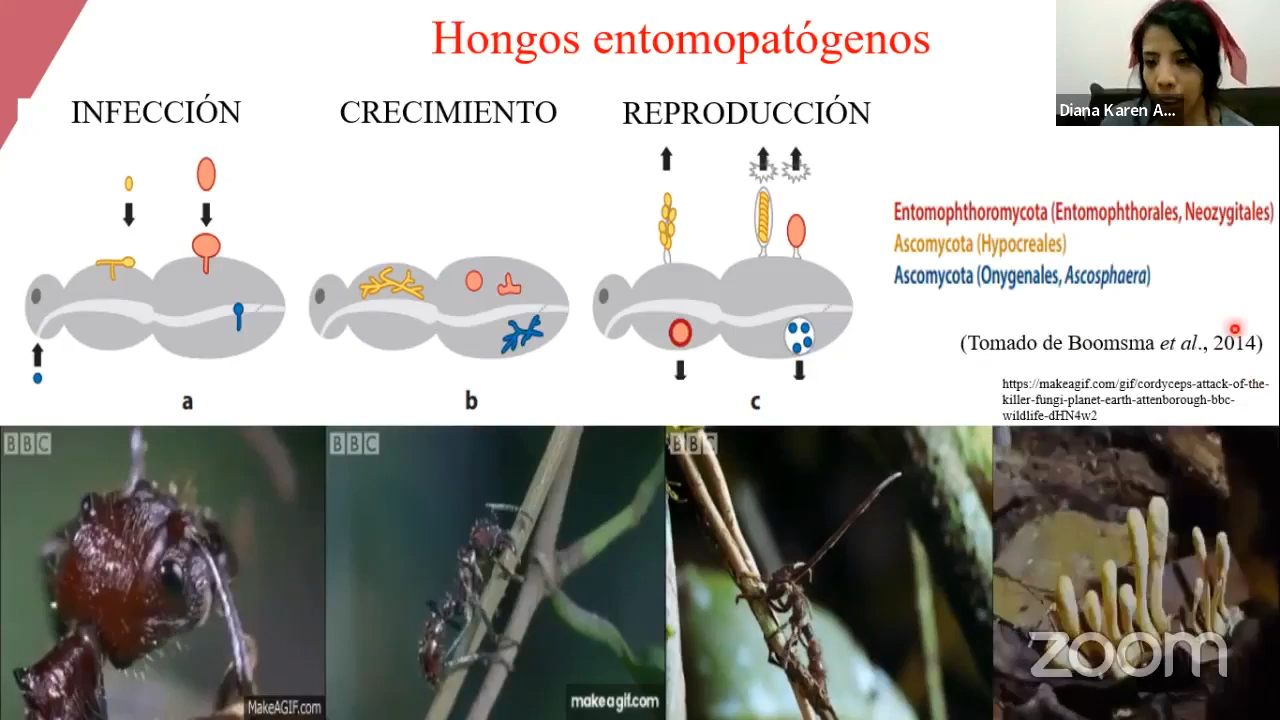 Hongos entomopatógenos
Diana Karen A...
INFECCIÓN
CRECIMIENTO
REPRODUCCIÓN
Entomophthoromycota (Entomophthorales, Neozygitales)
Ascomycota (Hypocreales)
Ascomycota (Onygenales, Ascosphaera)
(Tomado de Boomsma et al., 2014)
https://makeagif.com/gif/cordyceps-attack-of-the-
killer-fungi-planet-earth-attenborough-bbc-
wildlife-dHN4w2
a
b
c
BBC
BBC
BBC
MakeAGIF.com
makeagif.com
zoom